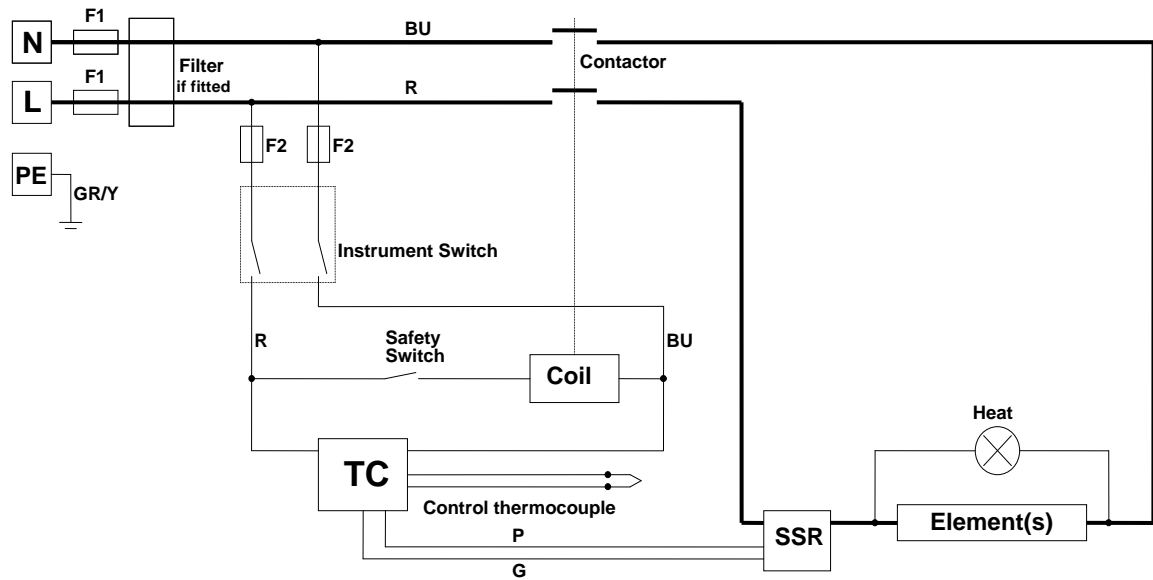 F1
N
BU
Filter
if fitted
Contactor
F1
L
R
F2
F2
PE
GR/Y
Instrument Switch
R
Safety
Switch
BU
Coil
Heat
TC
Control thermocouple
Element(s)
P
SSR
G